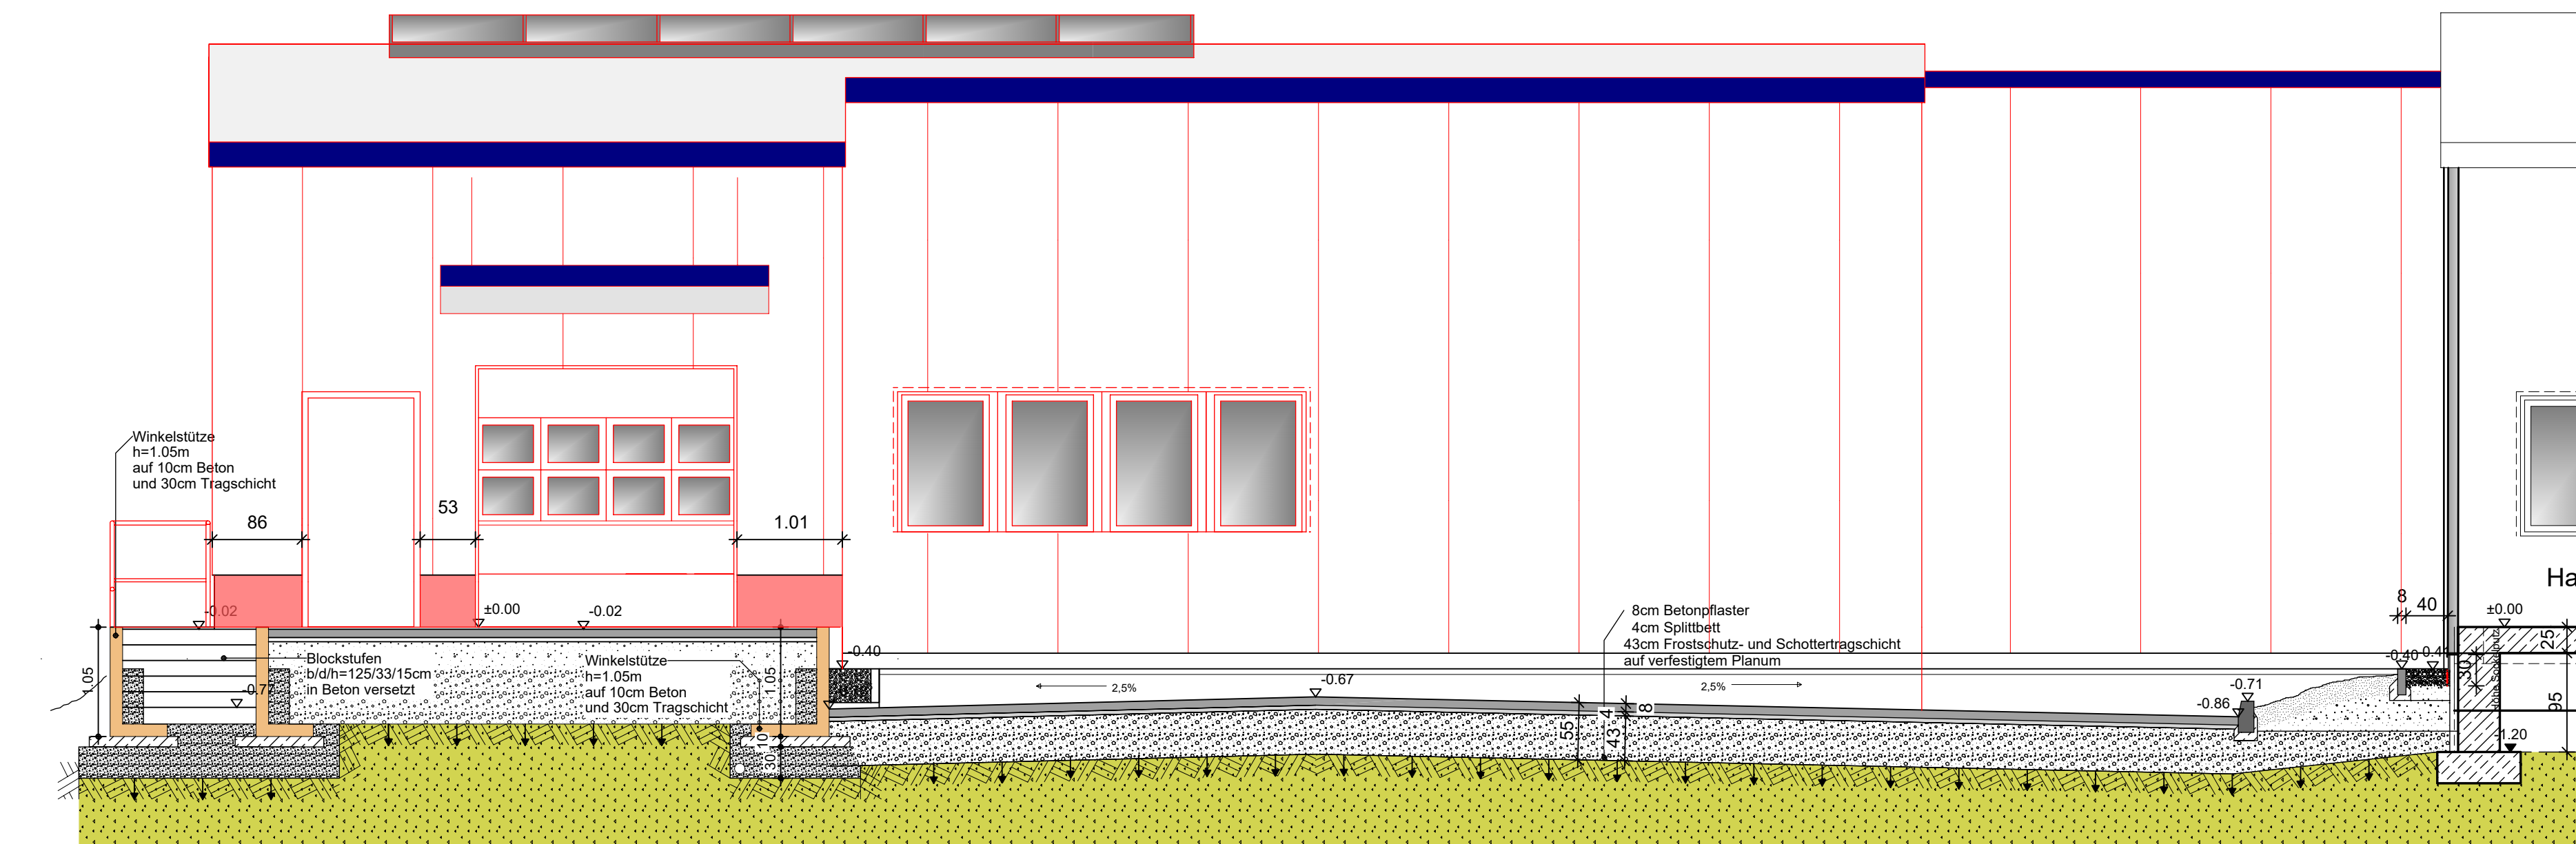 Winkelstütze
h=1.05m
auf 10cm Beton
und 30cm Tragschicht
86
53
1.01
-0.02
±0.00
-0.02
1.05
-0.77
Blockstufen
b/d/h=125/33/15cm
in Beton versetzt
Winkelstütze
h=1.05m
auf 10cm Beton
und 30cm Tragschicht
1.05
10
30
-0.40
2,5%
-0.67
8cm Betonpflaster
4cm Splittbett
43cm Frostschutz- und Schottertragschicht
auf verfestigtem Planum
2,5%
55
43
4
8
-0.71
-0.86
8
40
-0.40
30
±0.00
25
95
-1.20
Ha